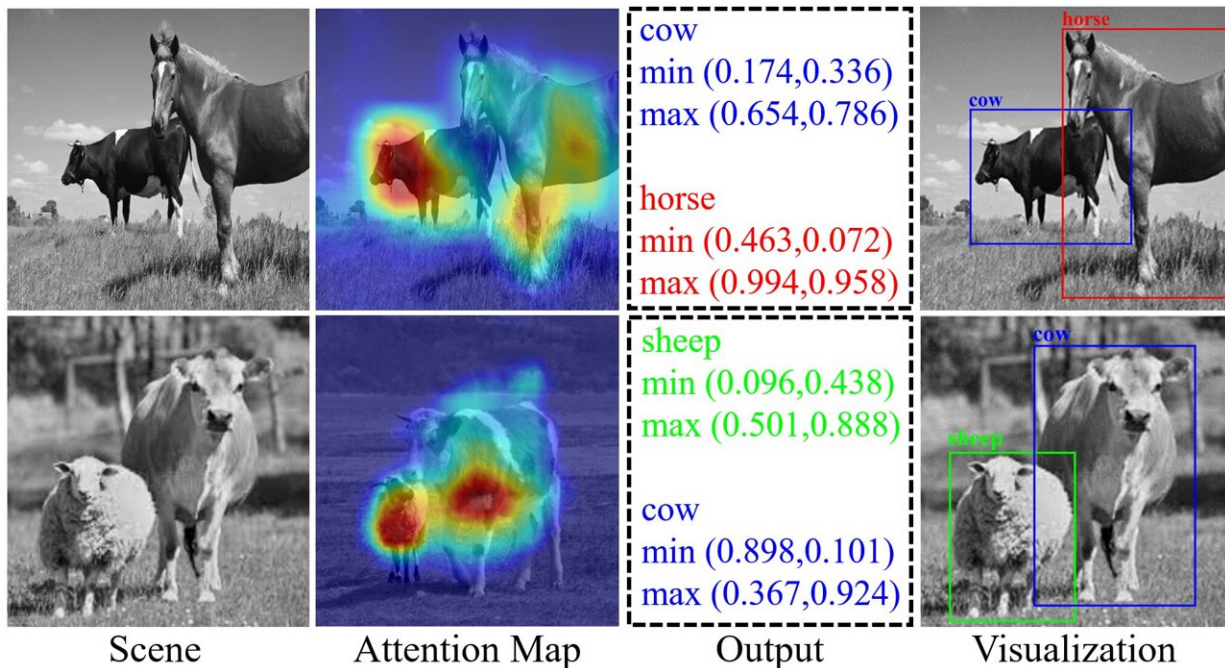 cow
min (0.174,0.336)
max (0.654,0.786)
horse
min (0.463,0.072)
max (0.994,0.958)
horse
cow
sheep
min (0.096,0.438)
max (0.501,0.888)
cow
min (0.898,0.101)
max (0.367,0.924)
cow
sheep
Scene
Attention Map
Output
Visualization